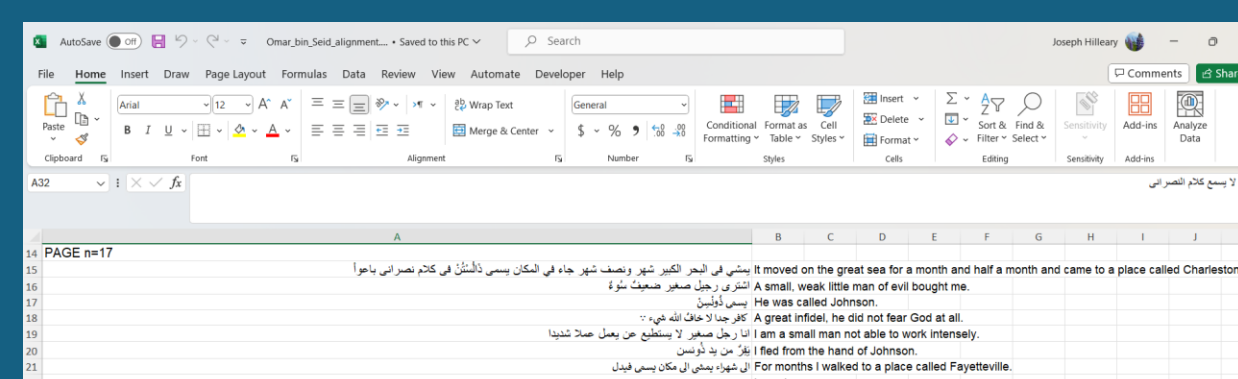 AutoSave Off Omar_bin_Seid_alignment.... • Saved to this PC Search Joseph Hilleary
File Home Insert Draw Page Layout Formulas Data Review View Automate Developer Help Comments Shar
Arial 12 A^ A˅ Wrap Text General Insert Σ
Paste B I U A Merge & Center $ % 9 Conditional Formatting Format as Table Cell Styles Delete Format Sort & Filter Find & Select Sensitivity Add-ins Analyze Data
Clipboard Font Alignment Number Styles Cells Editing Sensitivity Add-ins
A32 fx لا يسمع كلام النصرانى
A B C D E F G H I J
14 PAGE n=17
15 يمشي فى البحر الكبير شهر ونصف شهر جاء في المكان يسمى دَالْسْتُنْ فى كلام نصرانى باعوا It moved on the great sea for a month and half a month and came to a place called Charleston
16 اشترى رجيل صغير ضعيفٌ سُوءٌ A small, weak little man of evil bought me.
17 يسمى دُونْسِنْ He was called Johnson.
18 كافر جدا لا خافُ الله شيء ∵ A great infidel, he did not fear God at all.
19 انا رجل صغير لا يستطيع عن يعمل عملا شديدا I am a small man not able to work intensely.
20 يَفِرُ من يد دُونسن I fled from the hand of Johnson.
21 الى شهراء يمشى الى مكان يسمى فيدل For months I walked to a place called Fayetteville.